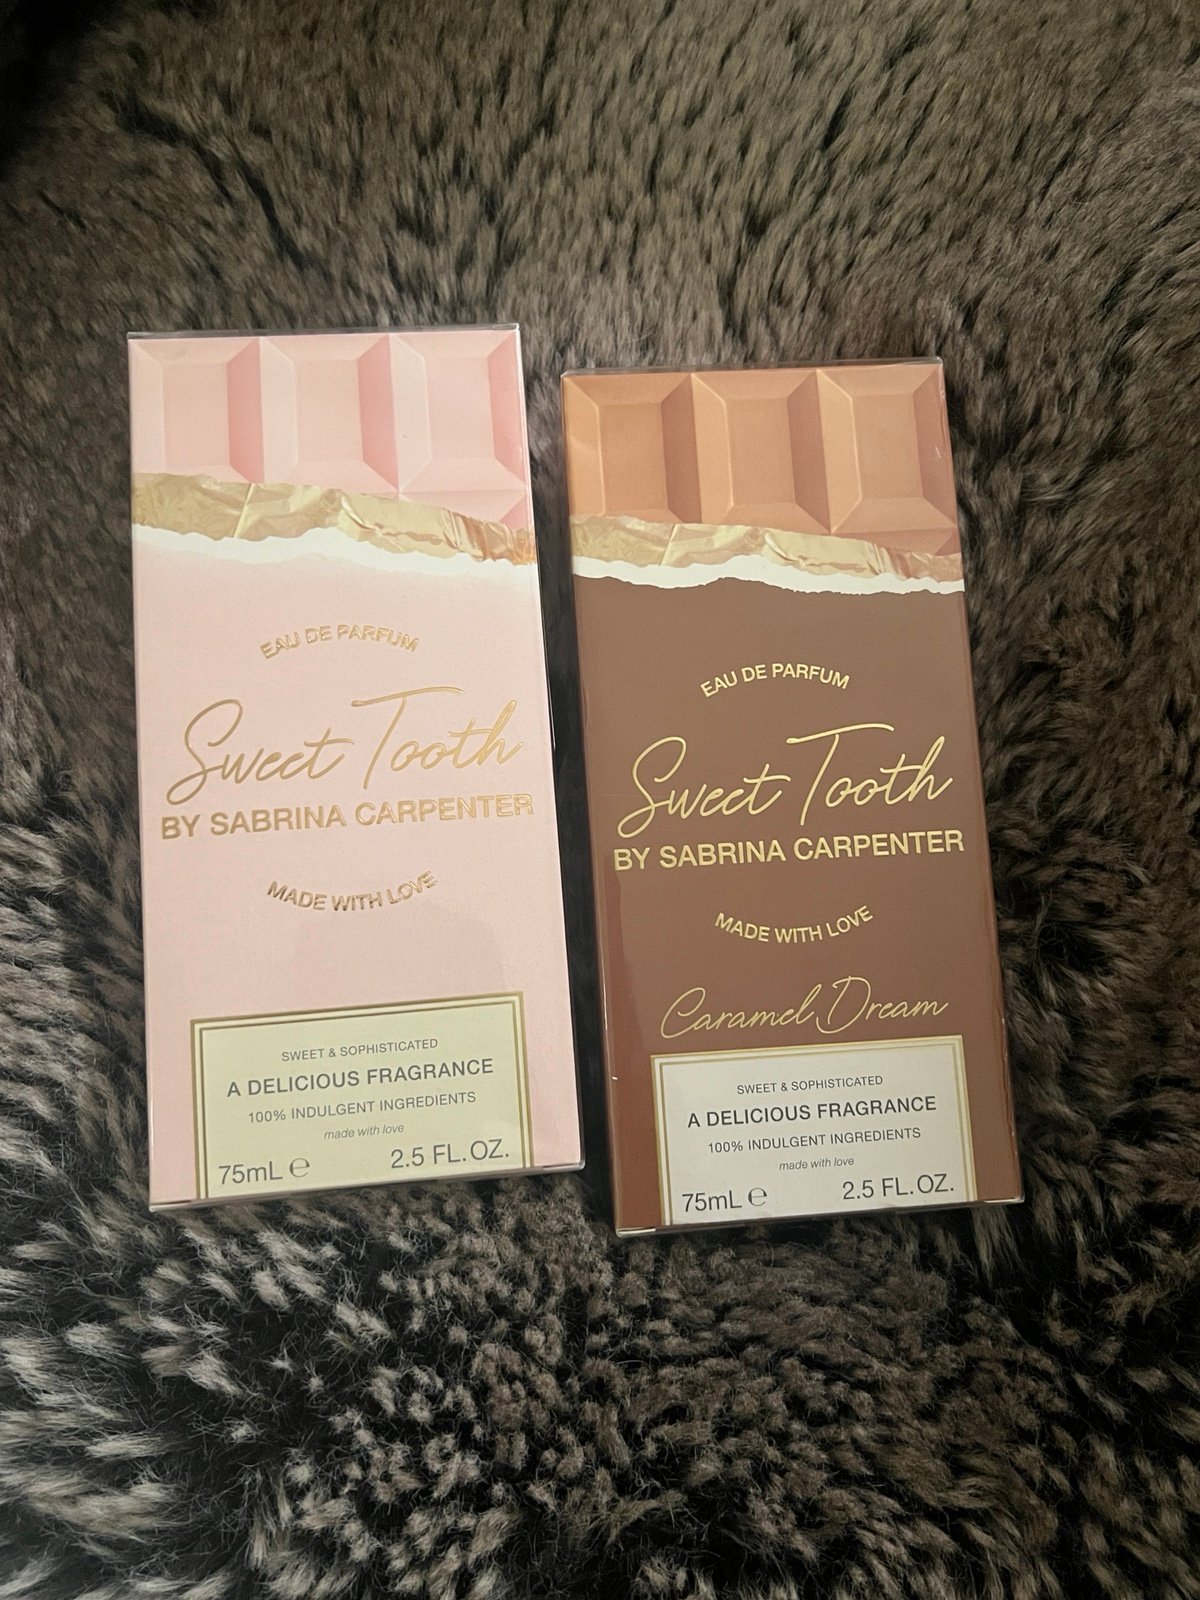 EAU DE PARFUM
Sweet Tooth
BY SABRINA CARPENTER
MADE WITH LOVE
SWEET & SOPHISTICATED
A DELICIOUS FRAGRANCE
100% INDULGENT INGREDIENTS
made with love
75mL ℮ 2.5 FL.OZ.
EAU DE PARFUM
Sweet Tooth
BY SABRINA CARPENTER
MADE WITH LOVE
Caramel Dream
SWEET & SOPHISTICATED
A DELICIOUS FRAGRANCE
100% INDULGENT INGREDIENTS
made with love
75mL ℮ 2.5 FL.OZ.